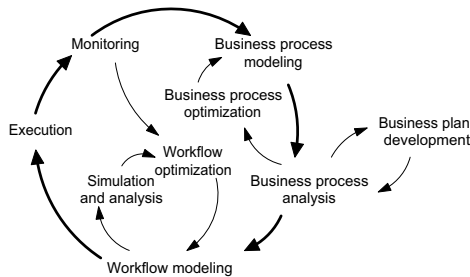 Monitoring
Business process
modeling
Business process
optimization
Execution
Business plan
development
Workflow
optimization
Simulation
and analysis
Business process
analysis
Workflow modeling